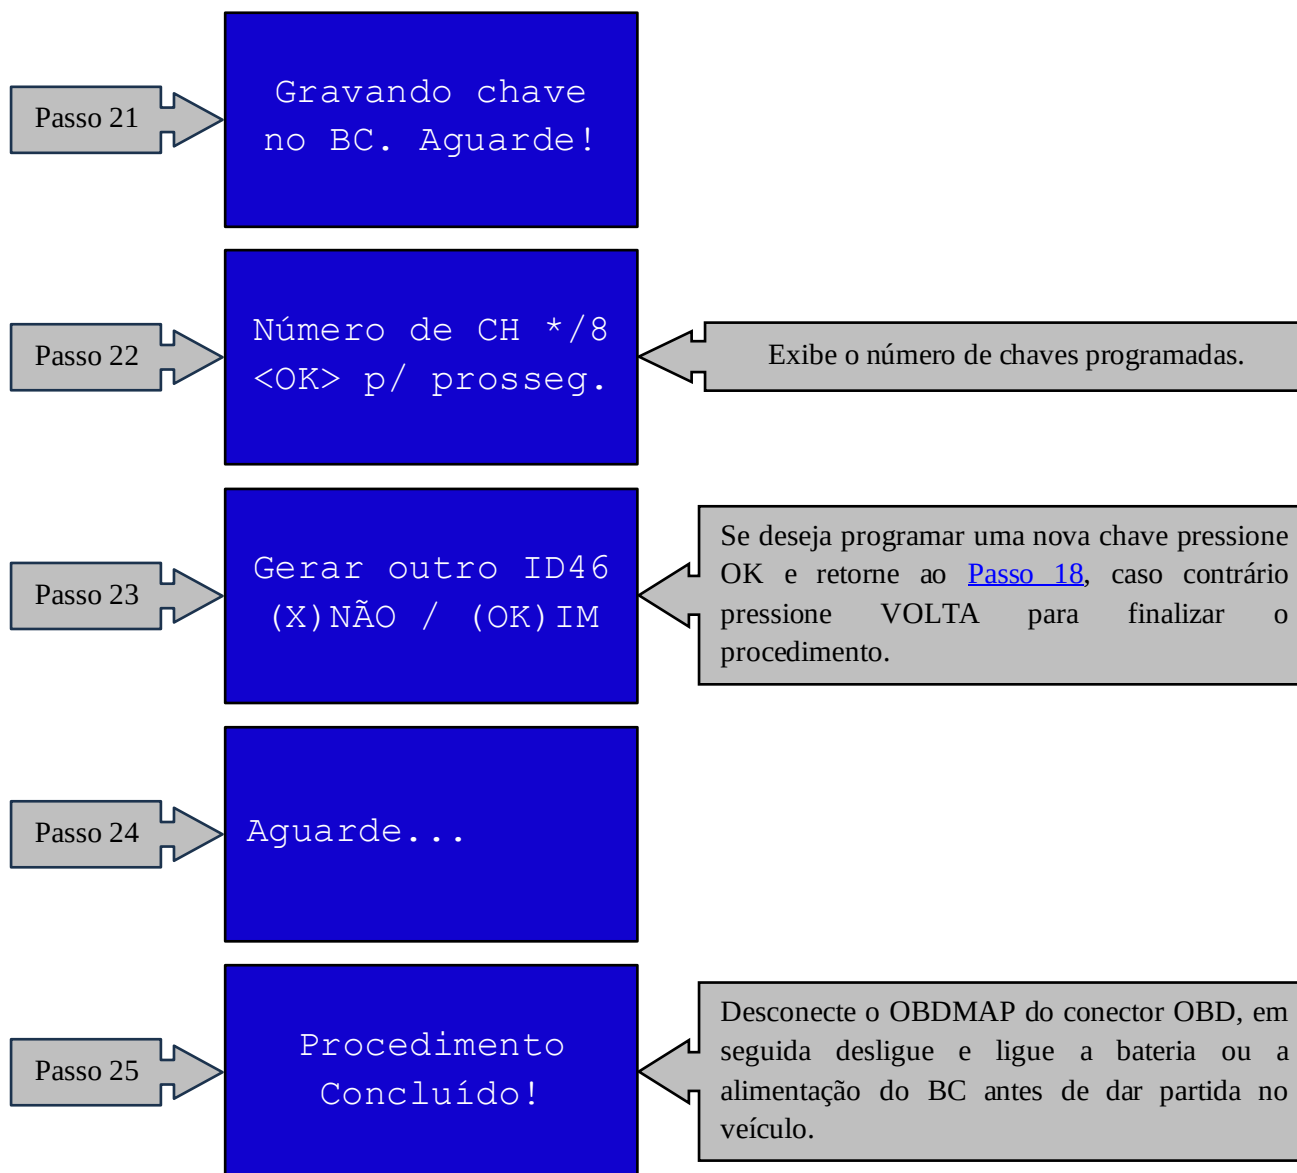 Passo 21
Gravando chave
no BC. Aguarde!
Passo 22
Número de CH */8
<OK> p/ prosseg.
Exibe o número de chaves programadas.
Passo 23
Gerar outro ID46
(X)NÃO / (OK)IM
Se deseja programar uma nova chave pressione
OK e retorne ao Passo 18, caso contrário
pressione VOLTA para finalizar o
procedimento.
Passo 24
Aguarde...
Passo 25
Procedimento
Concluído!
Desconecte o OBDMAP do conector OBD, em
seguida desligue e ligue a bateria ou a
alimentação do BC antes de dar partida no
veículo.